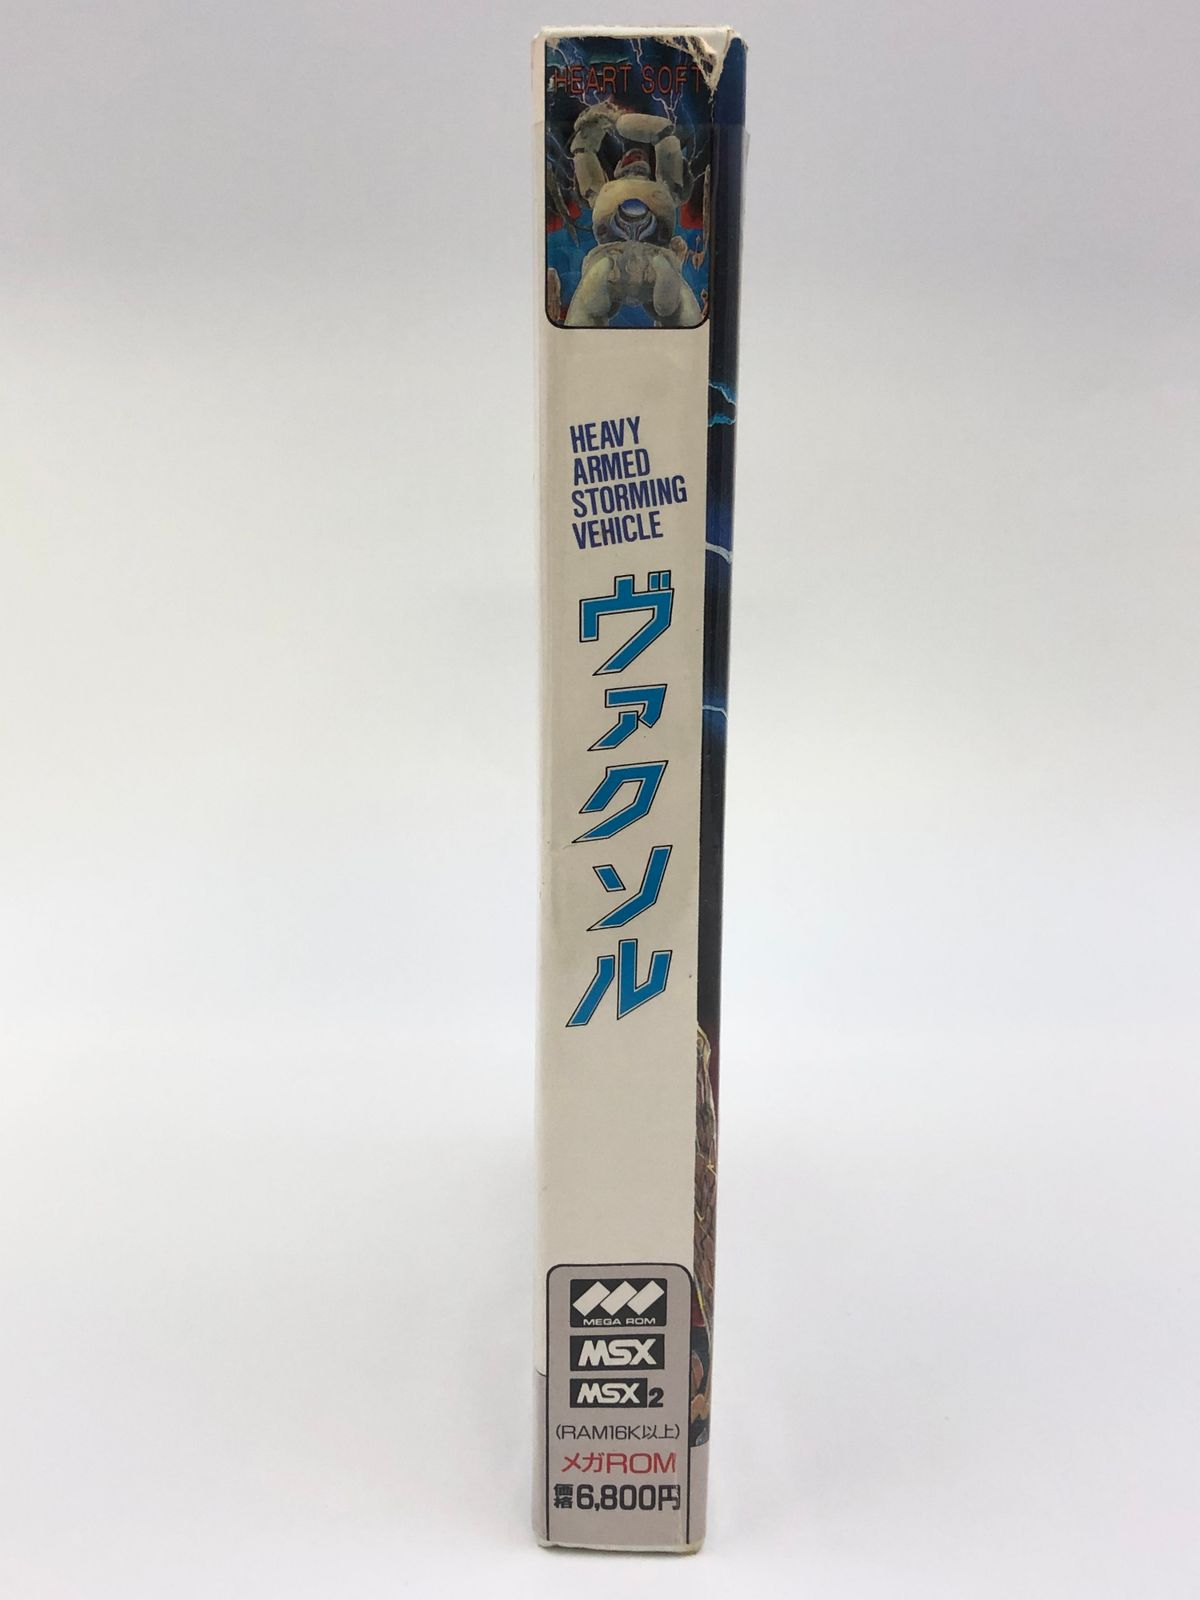 HEART SOFT
HEAVY
ARMED
STORMING
VEHICLE
ヴァクソル
MEGA ROM
MSX
MSX2
(RAM16K以上)
メガROM
価格6,800円